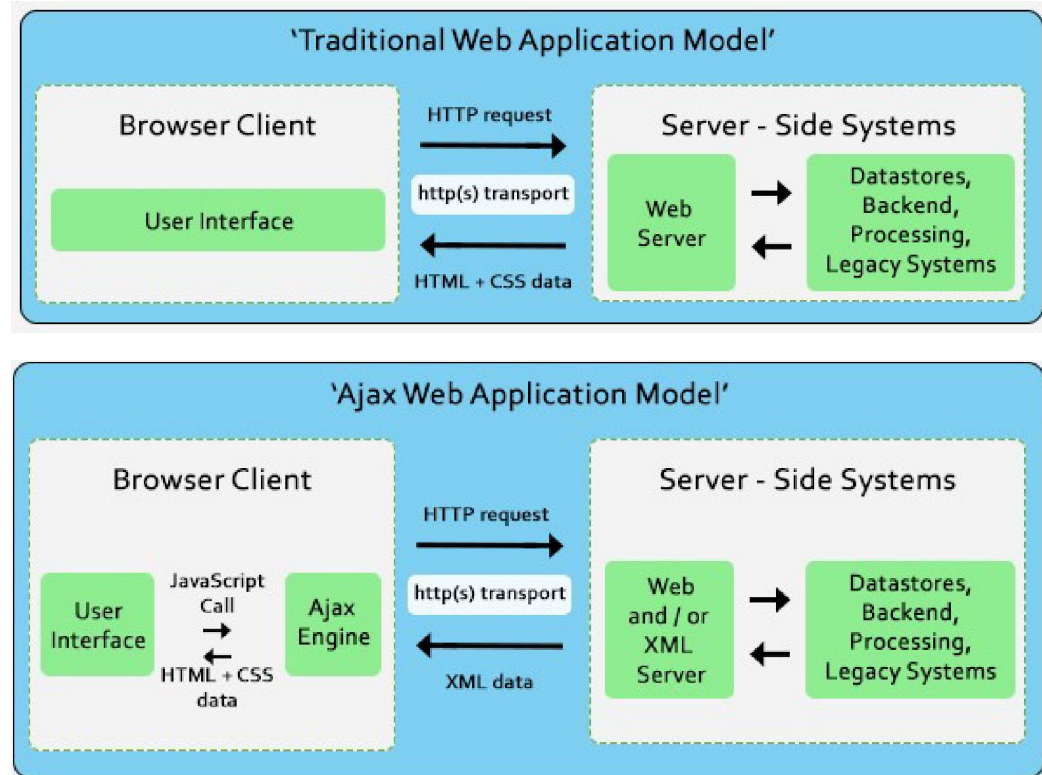 ‘Traditional Web Application Model’
Browser Client
User Interface
HTTP request
http(s) transport
HTML + CSS data
Server - Side Systems
Web
Server
Datastores,
Backend,
Processing,
Legacy Systems
‘Ajax Web Application Model’
Browser Client
User
Interface
JavaScript
Call
HTML + CSS
data
Ajax
Engine
HTTP request
http(s) transport
XML data
Server - Side Systems
Web
and / or
XML
Server
Datastores,
Backend,
Processing,
Legacy Systems